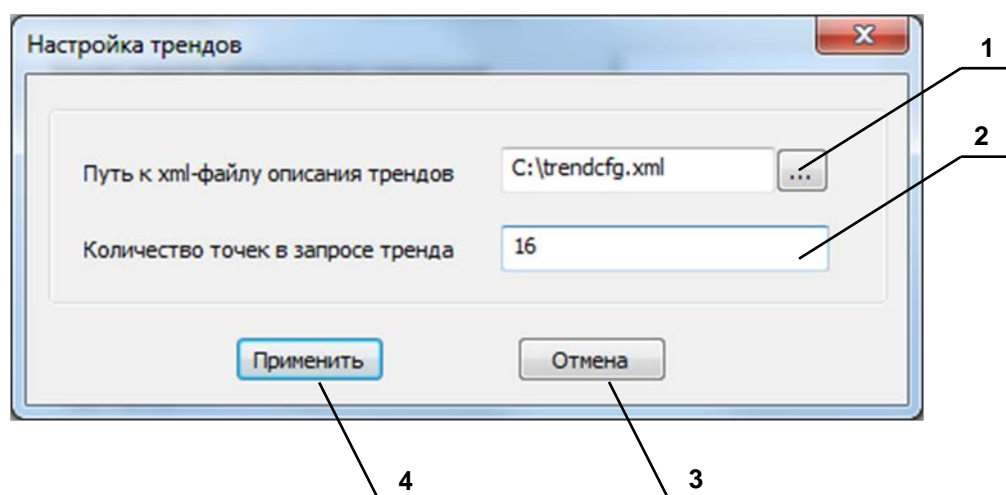 Настройка трендов
1
Путь к xml-файлу описания трендов
C:\trendcfg.xml
...
2
Количество точек в запросе тренда
16
Применить
Отмена
4
3